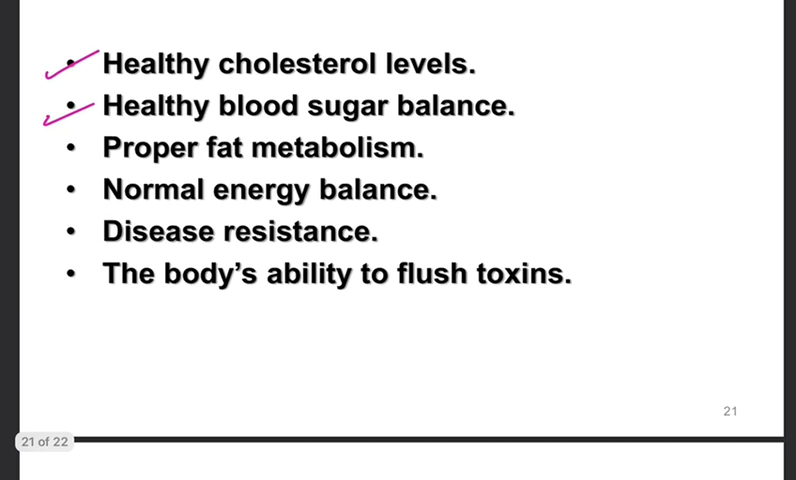 • Healthy cholesterol levels.
• Healthy blood sugar balance.
• Proper fat metabolism.
• Normal energy balance.
• Disease resistance.
• The body’s ability to flush toxins.
21
21 of 22